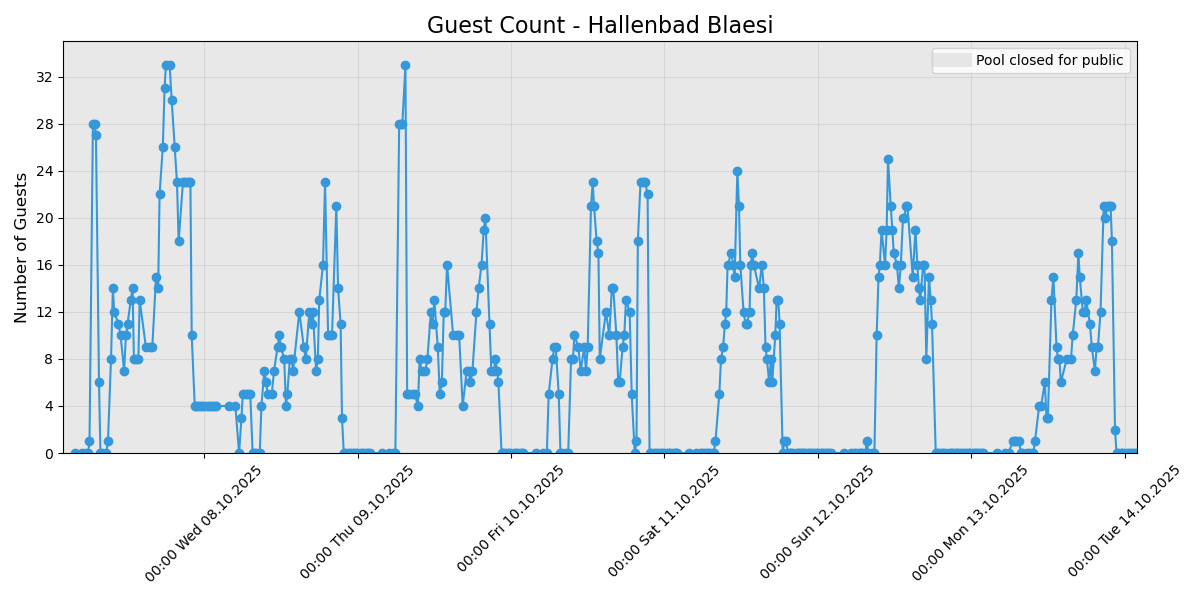 Guest Count - Hallenbad Blaesi
Pool closed for public
Number of Guests
32
28
24
20
16
12
8
4
0
00:00 Wed 08.10.2025
00:00 Thu 09.10.2025
00:00 Fri 10.10.2025
00:00 Sat 11.10.2025
00:00 Sun 12.10.2025
00:00 Mon 13.10.2025
00:00 Tue 14.10.2025